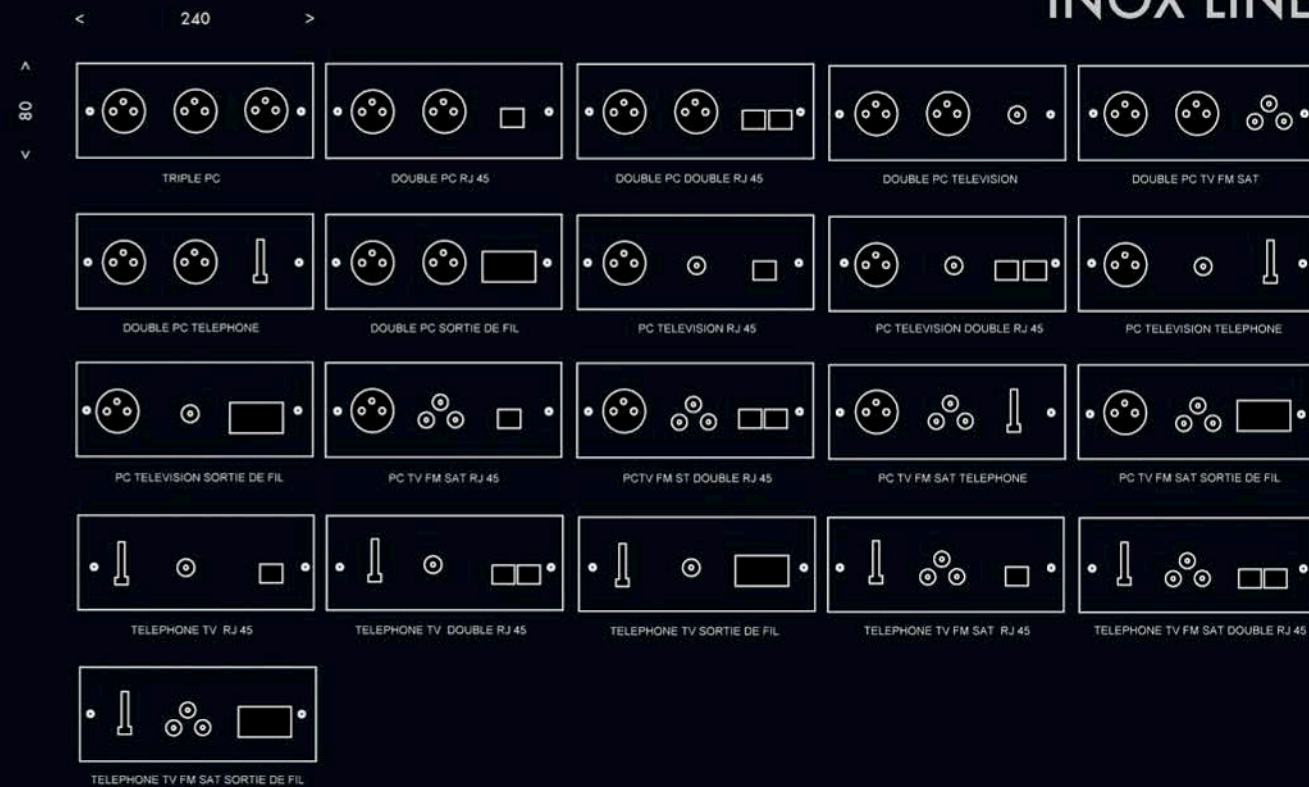 < 240 >
INOX LINE
< 80 >
TRIPLE PC
DOUBLE PC RJ 45
DOUBLE PC DOUBLE RJ 45
DOUBLE PC TELEVISION
DOUBLE PC TV FM SAT
DOUBLE PC TELEPHONE
DOUBLE PC SORTIE DE FIL
PC TELEVISION RJ 45
PC TELEVISION DOUBLE RJ 45
PC TELEVISION TELEPHONE
PC TELEVISION SORTIE DE FIL
PC TV FM SAT RJ 45
PCTV FM ST DOUBLE RJ 45
PC TV FM SAT TELEPHONE
PC TV FM SAT SORTIE DE FIL
TELEPHONE TV RJ 45
TELEPHONE TV DOUBLE RJ 45
TELEPHONE TV SORTIE DE FIL
TELEPHONE TV FM SAT RJ 45
TELEPHONE TV FM SAT DOUBLE RJ 45
TELEPHONE TV FM SAT SORTIE DE FIL